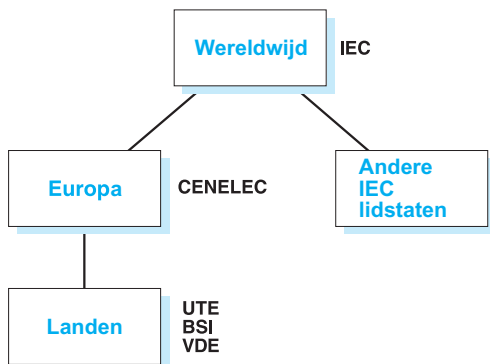 Wereldwijd
IEC
Europa
CENELEC
Andere
IEC
lidstaten
Landen
UTE
BSI
VDE